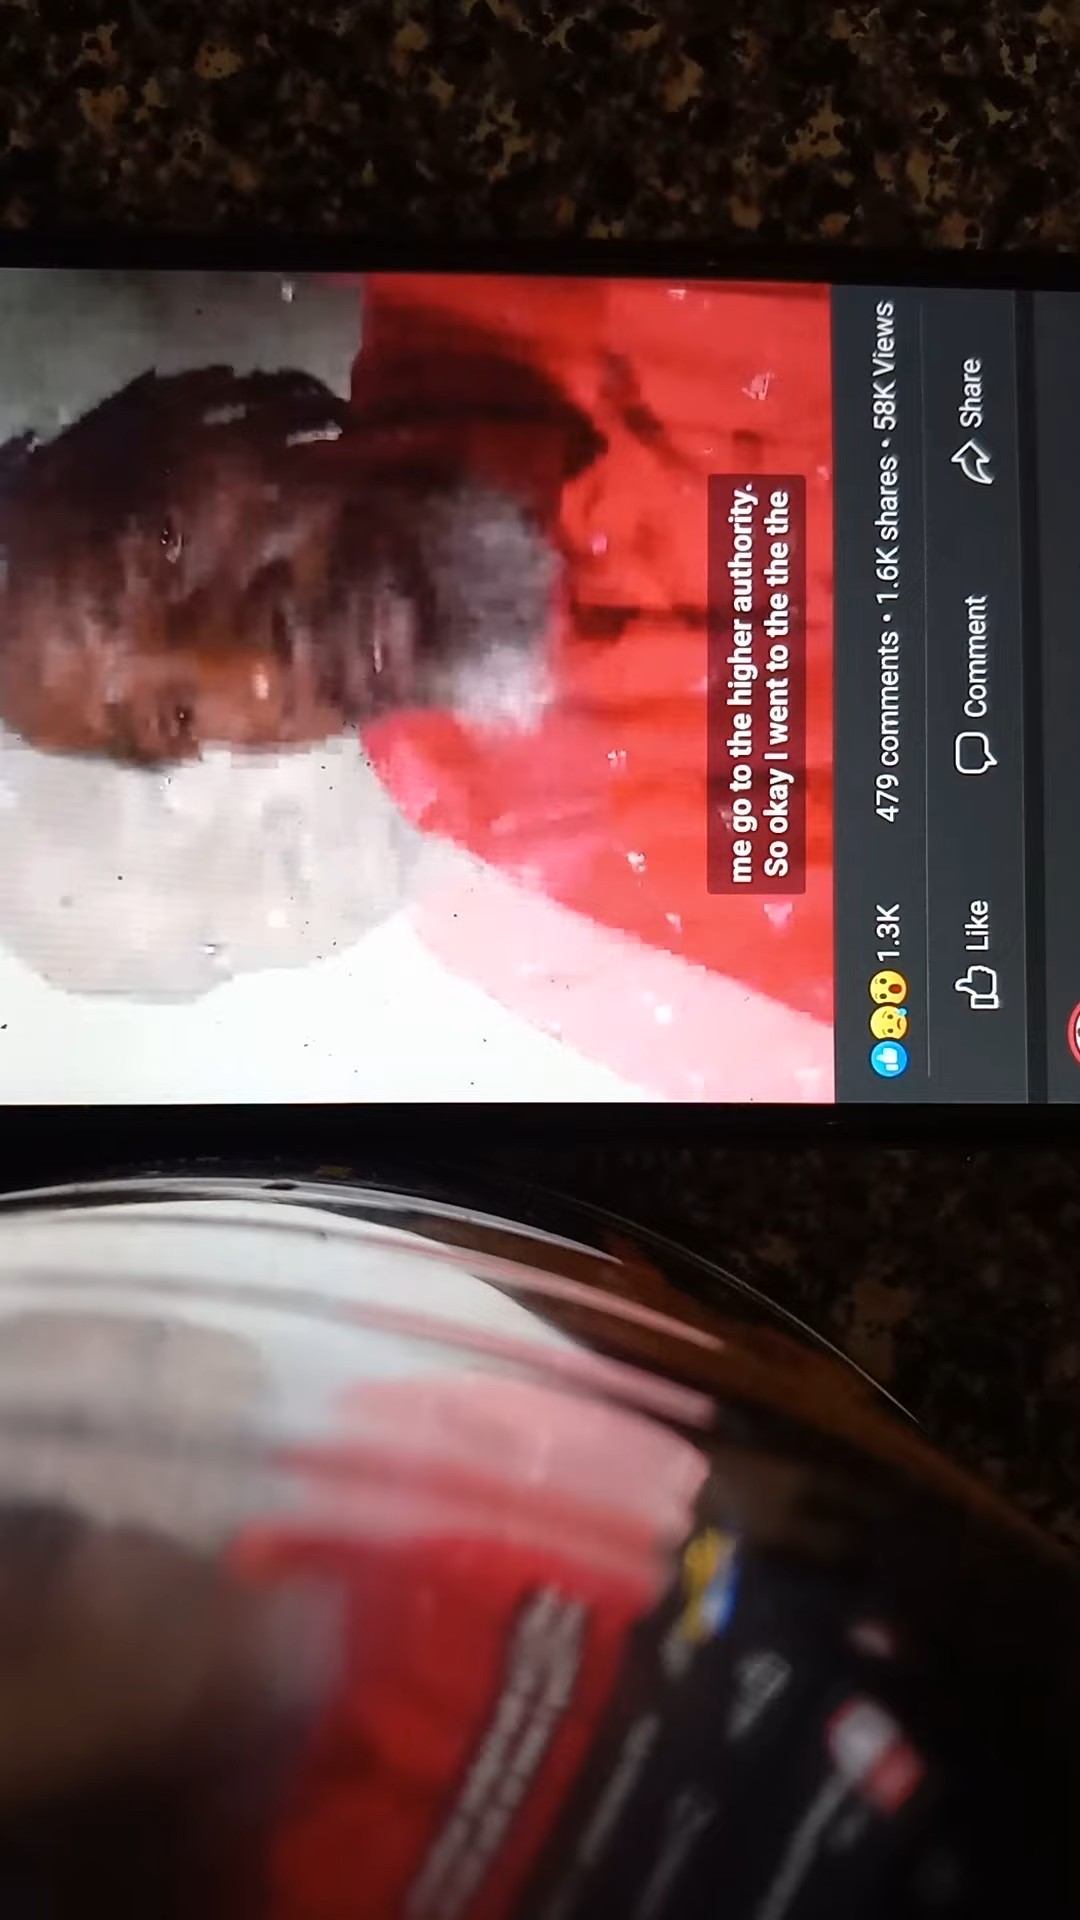 me go to the higher authority.
So okay I went to the the the
1.3K
479 comments • 1.6K shares • 58K Views
Like
Comment
Share